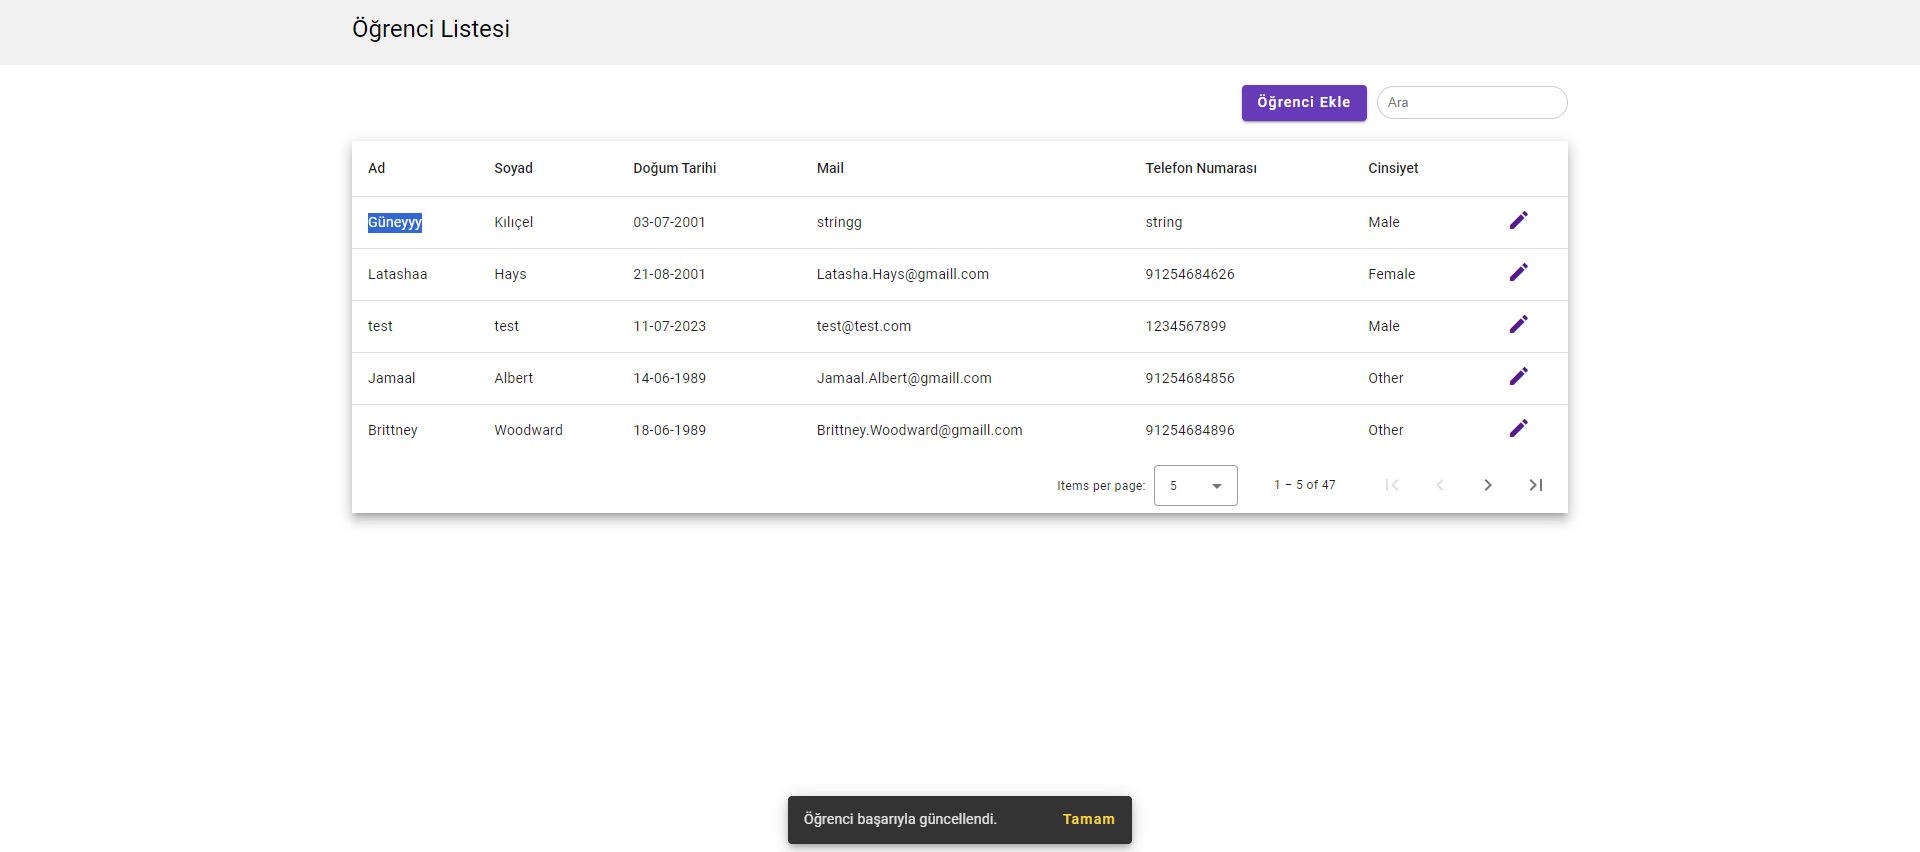 Öğrenci Listesi
Öğrenci Ekle Ara
Ad Soyad Doğum Tarihi Mail Telefon Numarası Cinsiyet
Güneyyy Kılıçel 03-07-2001 stringg string Male
Latashaa Hays 21-08-2001 Latasha.Hays@gmaill.com 91254684626 Female
test test 11-07-2023 test@test.com 1234567899 Male
Jamaal Albert 14-06-1989 Jamaal.Albert@gmaill.com 91254684856 Other
Brittney Woodward 18-06-1989 Brittney.Woodward@gmaill.com 91254684896 Other
Items per page: 5 1 – 5 of 47
Öğrenci başarıyla güncellendi. Tamam